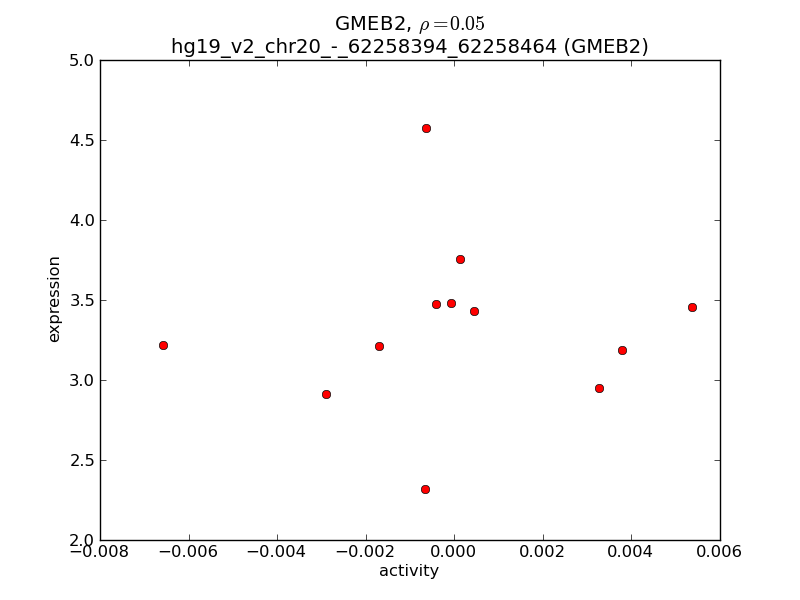 GMEB2, ρ = 0.05
hg19_v2_chr20_-_62258394_62258464 (GMEB2)
5.0
4.5
4.0
3.5
3.0
2.5
2.0
expression
−0.008 −0.006 −0.004 −0.002 0.000 0.002 0.004 0.006
activity